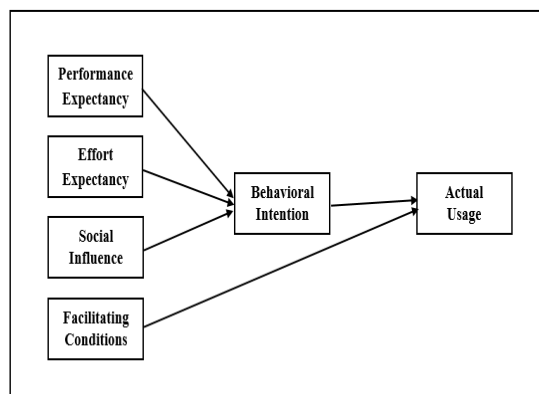 Performance
Expectancy
Effort
Expectancy
Social
Influence
Facilitating
Conditions
Behavioral
Intention
Actual
Usage